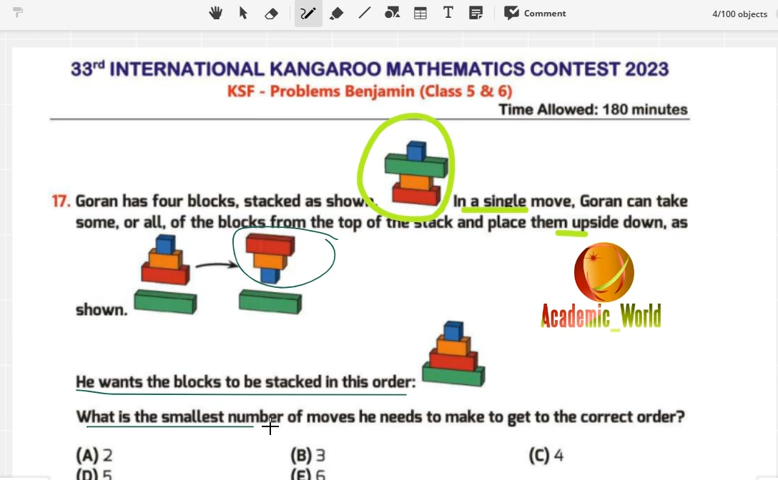 Comment
4/100 objects
33rd INTERNATIONAL KANGAROO MATHEMATICS CONTEST 2023
KSF - Problems Benjamin (Class 5 & 6)
Time Allowed: 180 minutes
17. Goran has four blocks, stacked as shown. In a single move, Goran can take
some, or all, of the blocks from the top of the stack and place them upside down, as
shown.
Academic_World
He wants the blocks to be stacked in this order:
What is the smallest number of moves he needs to make to get to the correct order?
(A) 2 (B) 3 (C) 4
(D) 5 (E) 6